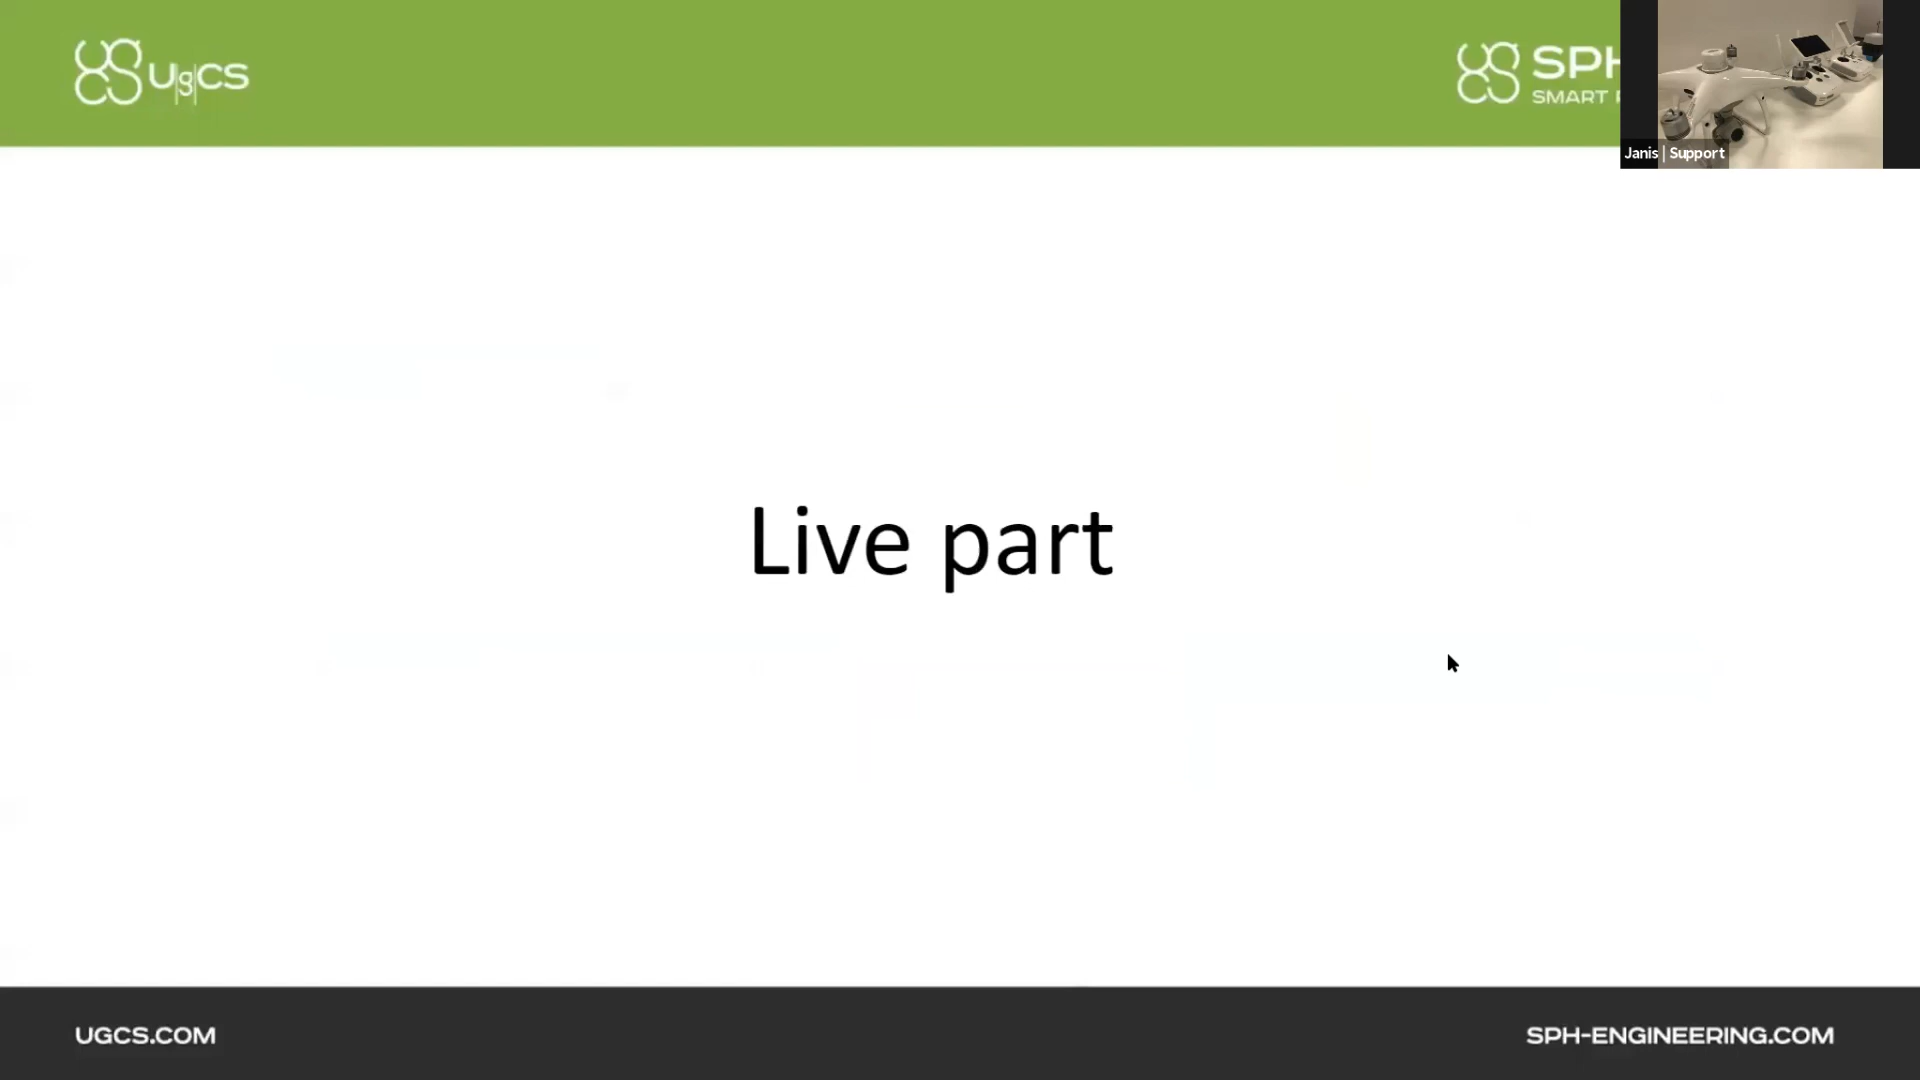 UgCS
SPH
SMART
Janis | Support
Live part
UGCS.COM
SPH-ENGINEERING.COM